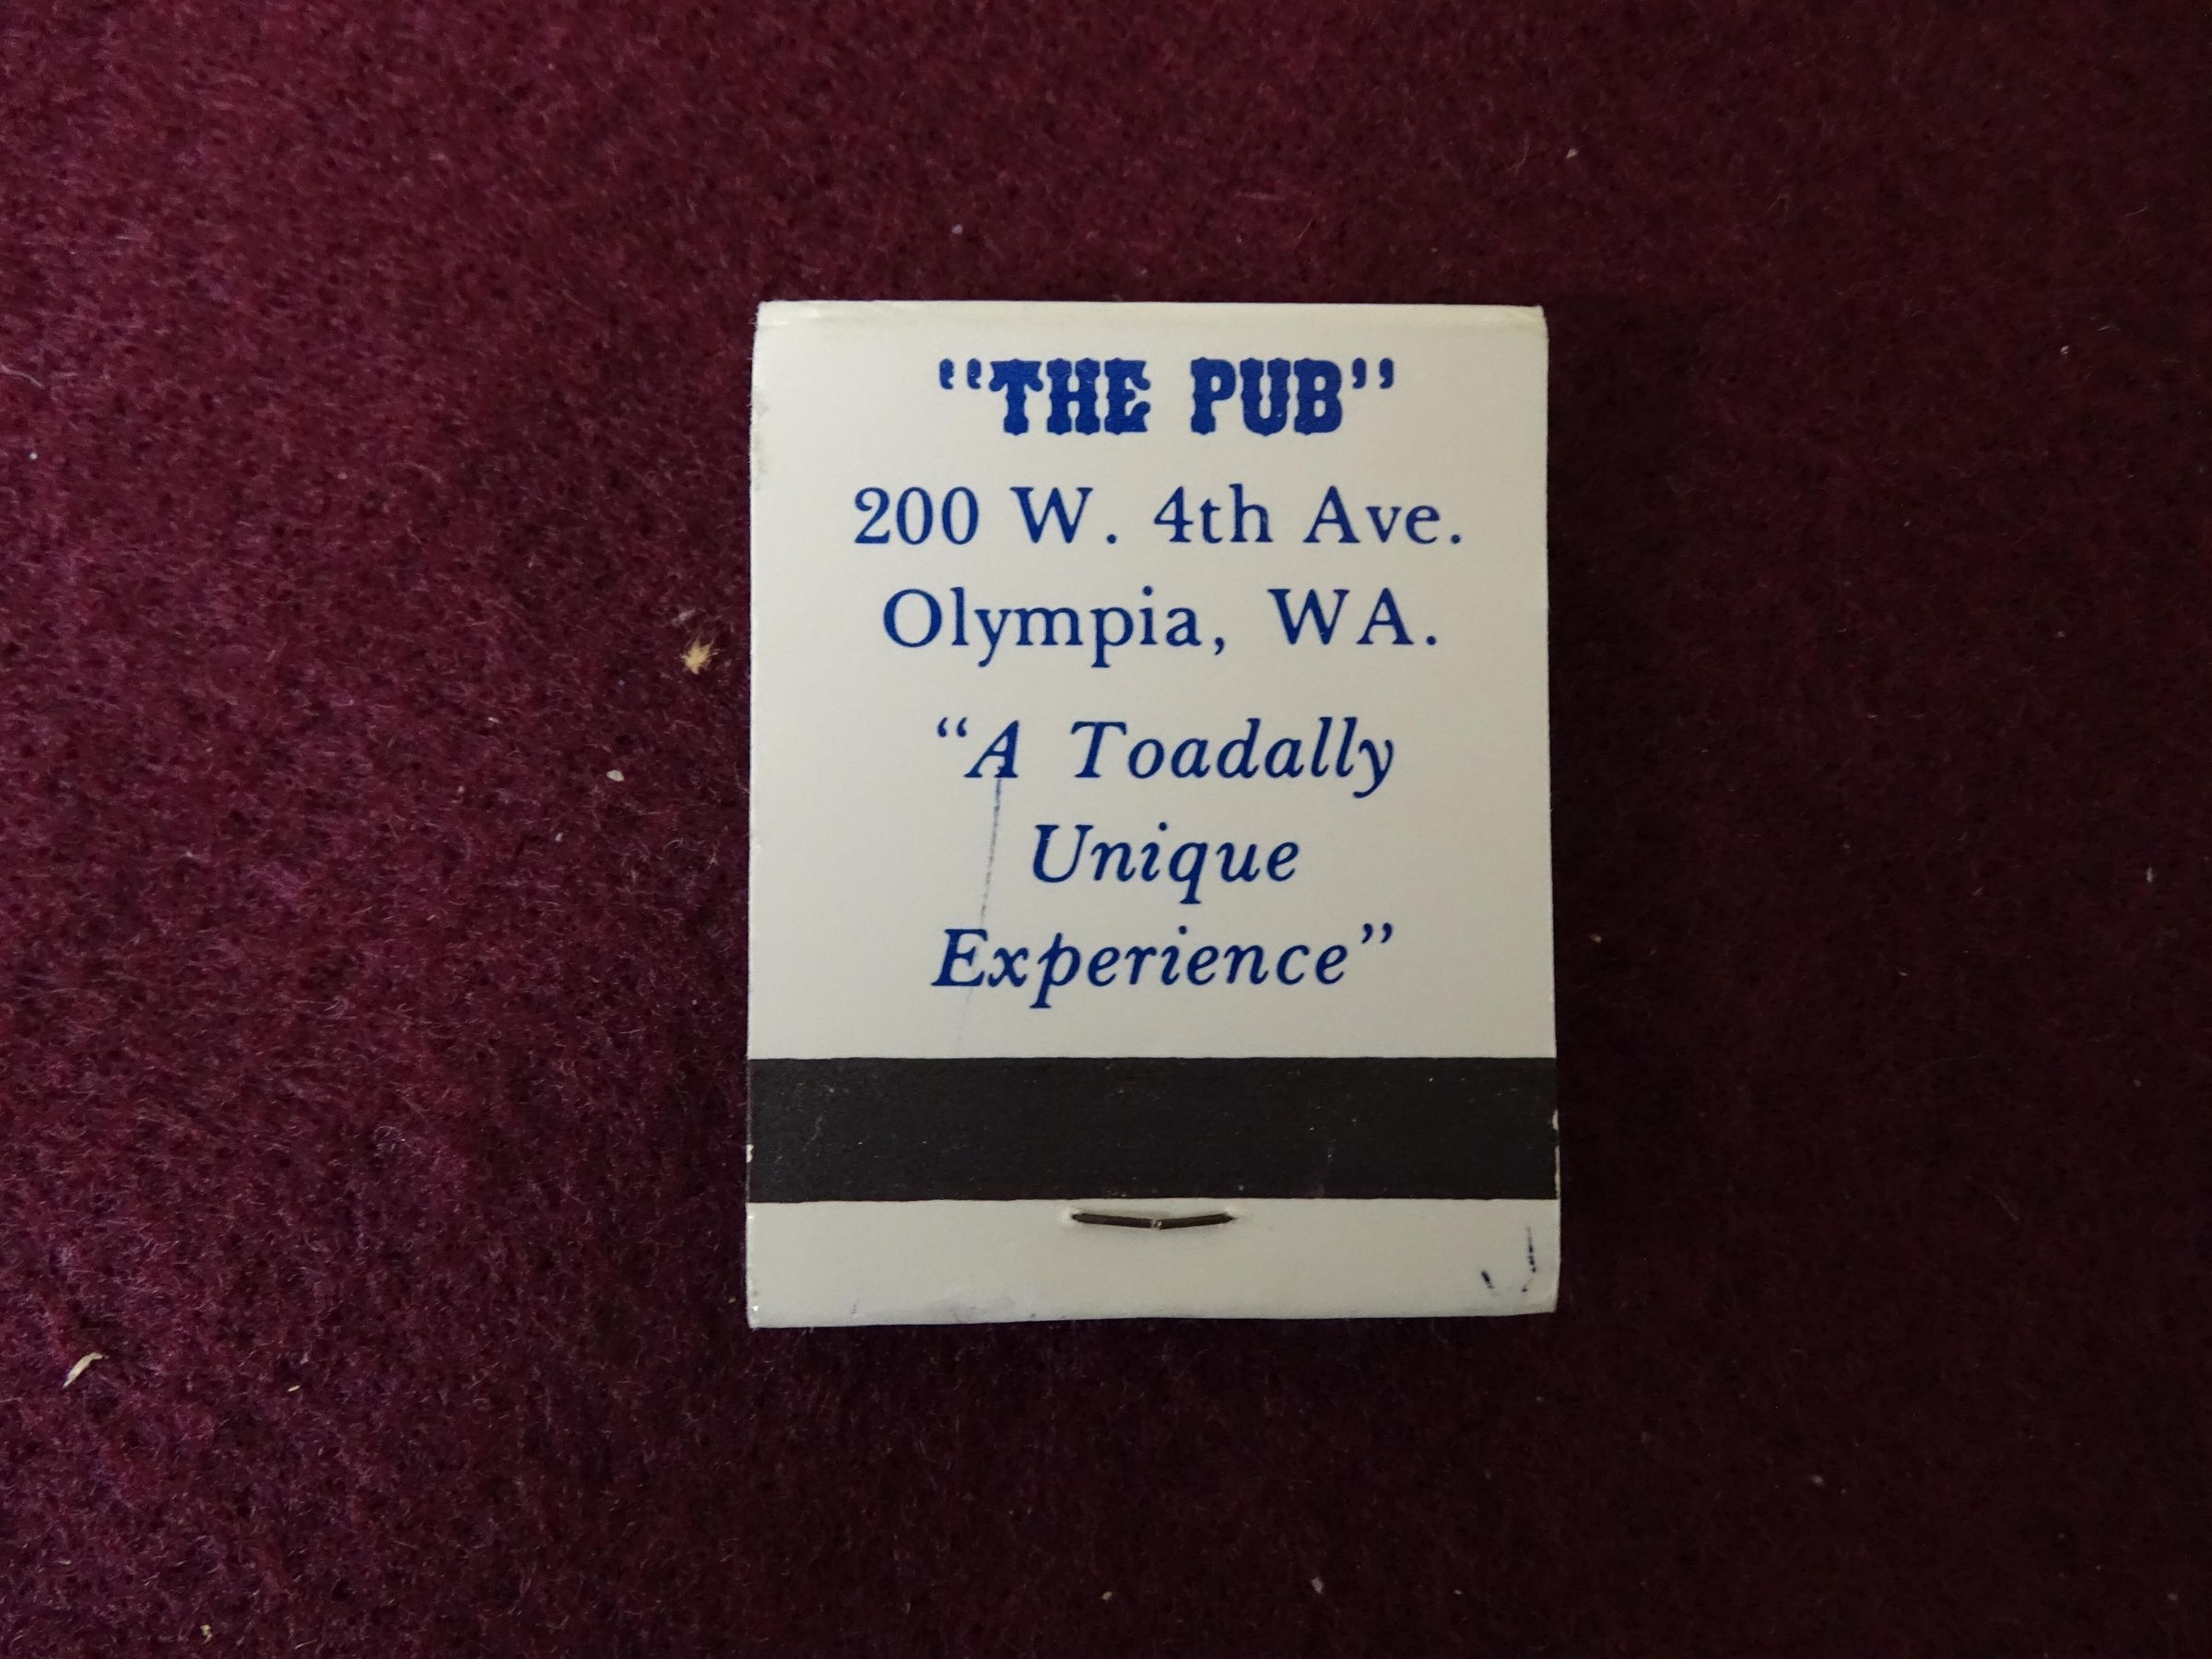 “THE PUB”
200 W. 4th Ave.
Olympia, WA.
“A Toadally
Unique
Experience”